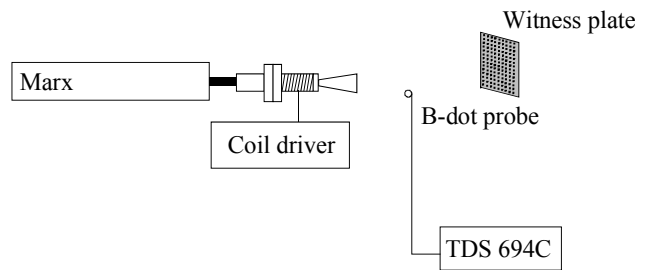 Witness plate
Marx
B-dot probe
Coil driver
TDS 694C